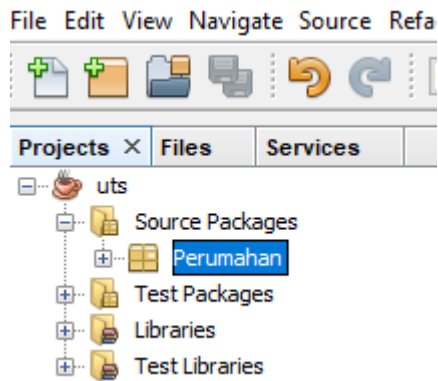 File Edit View Navigate Source Refa
Projects × Files Services
uts
Source Packages
Perumahan
Test Packages
Libraries
Test Libraries